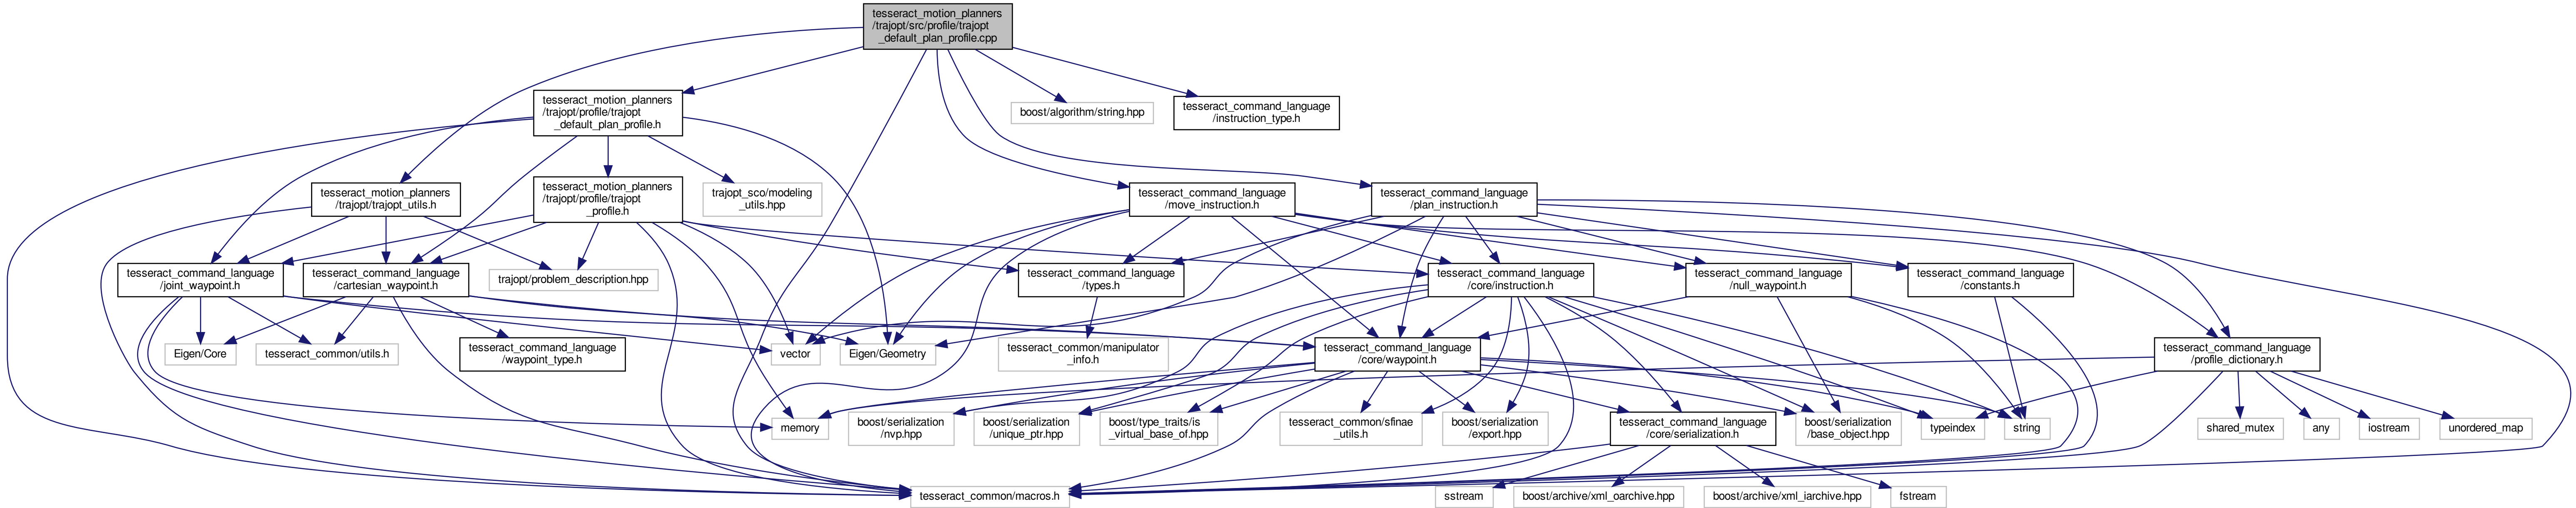 tesseract_motion_planners
/trajopt/src/profile/trajopt
_default_plan_profile.cpp
tesseract_motion_planners
/trajopt/profile/trajopt
_default_plan_profile.h
boost/algorithm/string.hpp
tesseract_command_language
/instruction_type.h
tesseract_motion_planners
/trajopt/trajopt_utils.h
tesseract_motion_planners
/trajopt/profile/trajopt
_profile.h
trajopt_sco/modeling
_utils.hpp
tesseract_command_language
/move_instruction.h
tesseract_command_language
/plan_instruction.h
tesseract_command_language
/joint_waypoint.h
tesseract_command_language
/cartesian_waypoint.h
trajopt/problem_description.hpp
tesseract_command_language
/types.h
tesseract_command_language
/core/instruction.h
tesseract_command_language
/null_waypoint.h
tesseract_command_language
/constants.h
Eigen/Core
tesseract_common/utils.h
tesseract_command_language
/waypoint_type.h
vector
Eigen/Geometry
tesseract_common/manipulator
_info.h
tesseract_command_language
/core/waypoint.h
tesseract_command_language
/profile_dictionary.h
memory
boost/serialization
/nvp.hpp
boost/serialization
/unique_ptr.hpp
boost/type_traits/is
_virtual_base_of.hpp
tesseract_common/sfinae
_utils.h
boost/serialization
/export.hpp
tesseract_command_language
/core/serialization.h
boost/serialization
/base_object.hpp
typeindex
string
shared_mutex
any
iostream
unordered_map
tesseract_common/macros.h
sstream
boost/archive/xml_oarchive.hpp
boost/archive/xml_iarchive.hpp
fstream